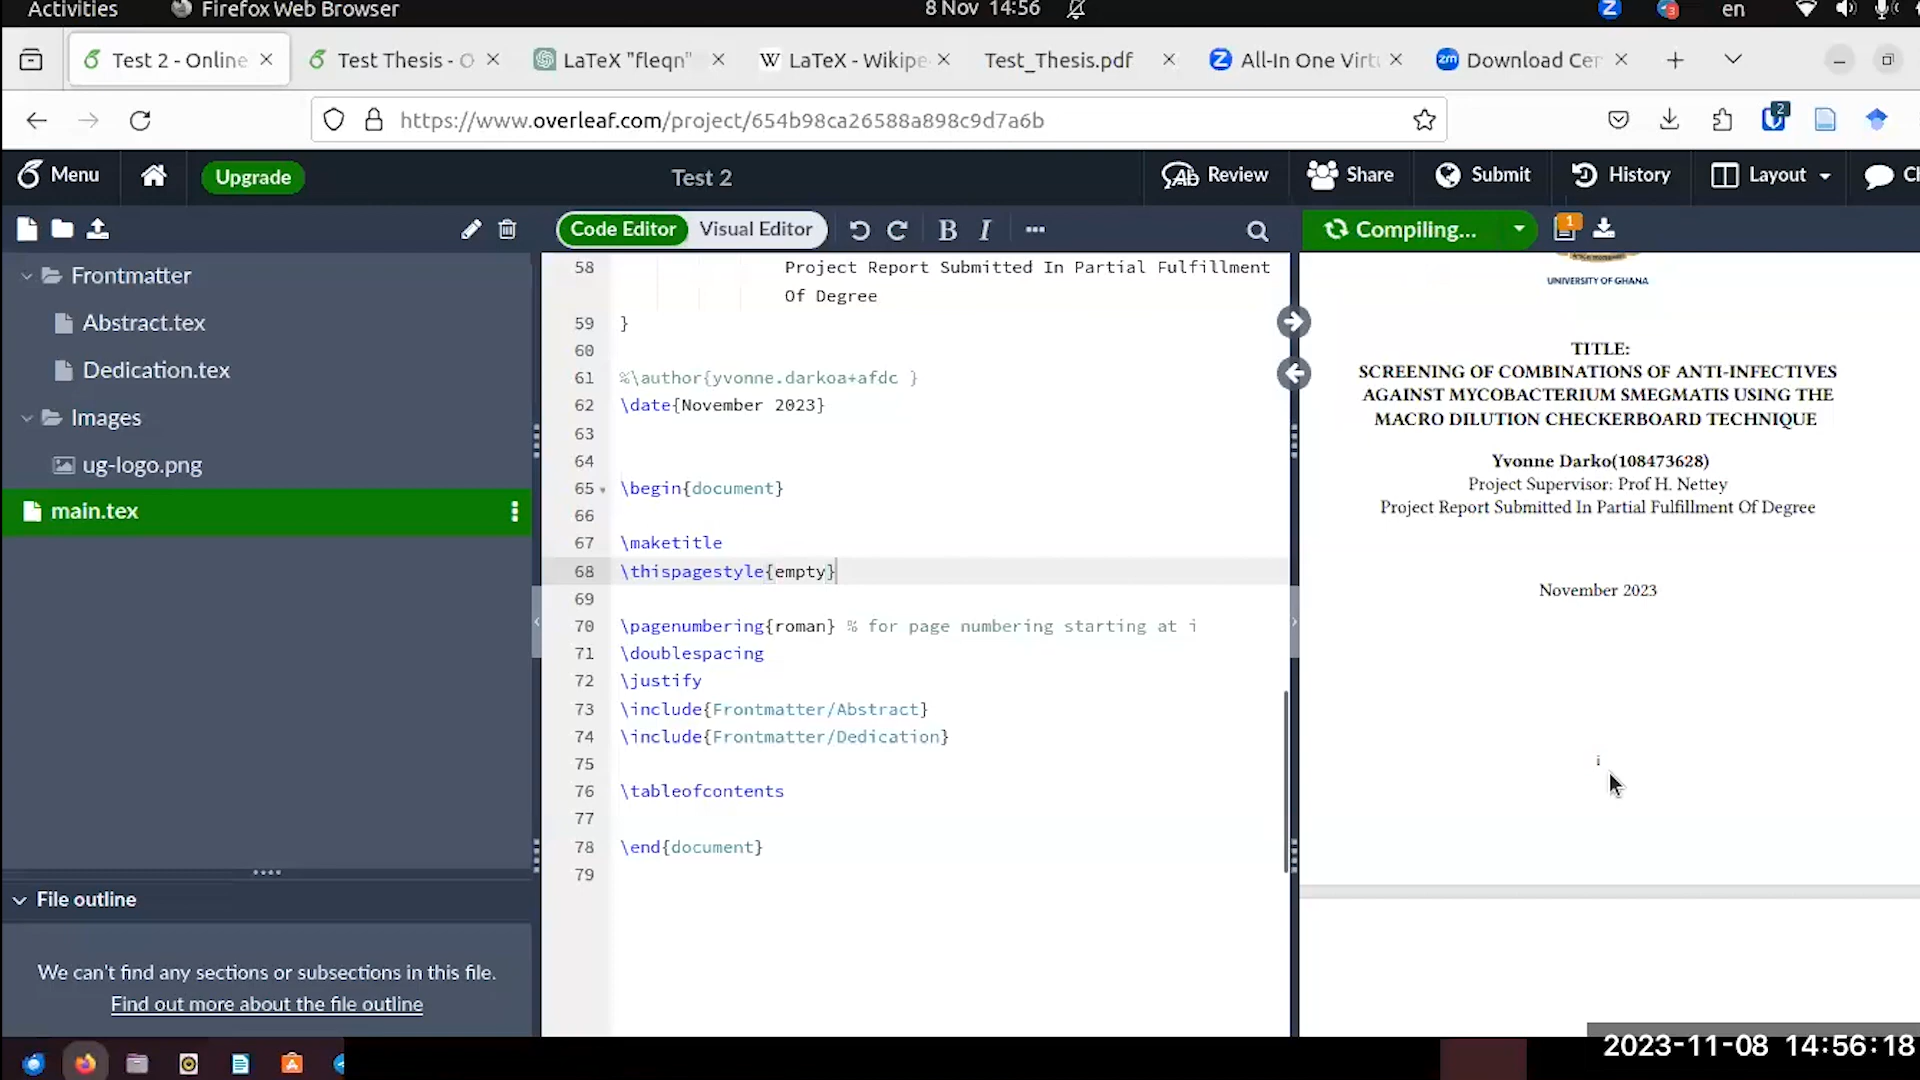 Activities
Firefox Web Browser
8 Nov 14:56
3
en
Test 2 - Online
Test Thesis - O
LaTeX "fleqn"
LaTeX - Wikipe
Test_Thesis.pdf
All-In One Virtu
Download Cen
https://www.overleaf.com/project/654b98ca26588a898c9d7a6b
2
Menu
Upgrade
Test 2
Review
Share
Submit
History
Layout
Ch
Code Editor
Visual Editor
B
I
Compiling...
1
Frontmatter
Abstract.tex
Dedication.tex
Images
ug-logo.png
main.tex
File outline
We can't find any sections or subsections in this file.
Find out more about the file outline
58 Project Report Submitted In Partial Fulfillment
Of Degree
59 }
60
61 %\author{yvonne.darkoa+afdc }
62 \date{November 2023}
63
64
65 \begin{document}
66
67 \maketitle
68 \thispagestyle{empty}
69
70 \pagenumbering{roman} % for page numbering starting at i
71 \doublespacing
72 \justify
73 \include{Frontmatter/Abstract}
74 \include{Frontmatter/Dedication}
75
76 \tableofcontents
77
78 \end{document}
79
UNIVERSITY OF GHANA
TITLE:
SCREENING OF COMBINATIONS OF ANTI-INFECTIVES
AGAINST MYCOBACTERIUM SMEGMATIS USING THE
MACRO DILUTION CHECKERBOARD TECHNIQUE
Yvonne Darko(108473628)
Project Supervisor: Prof H. Nettey
Project Report Submitted In Partial Fulfillment Of Degree
November 2023
i
2023-11-08 14:56:18